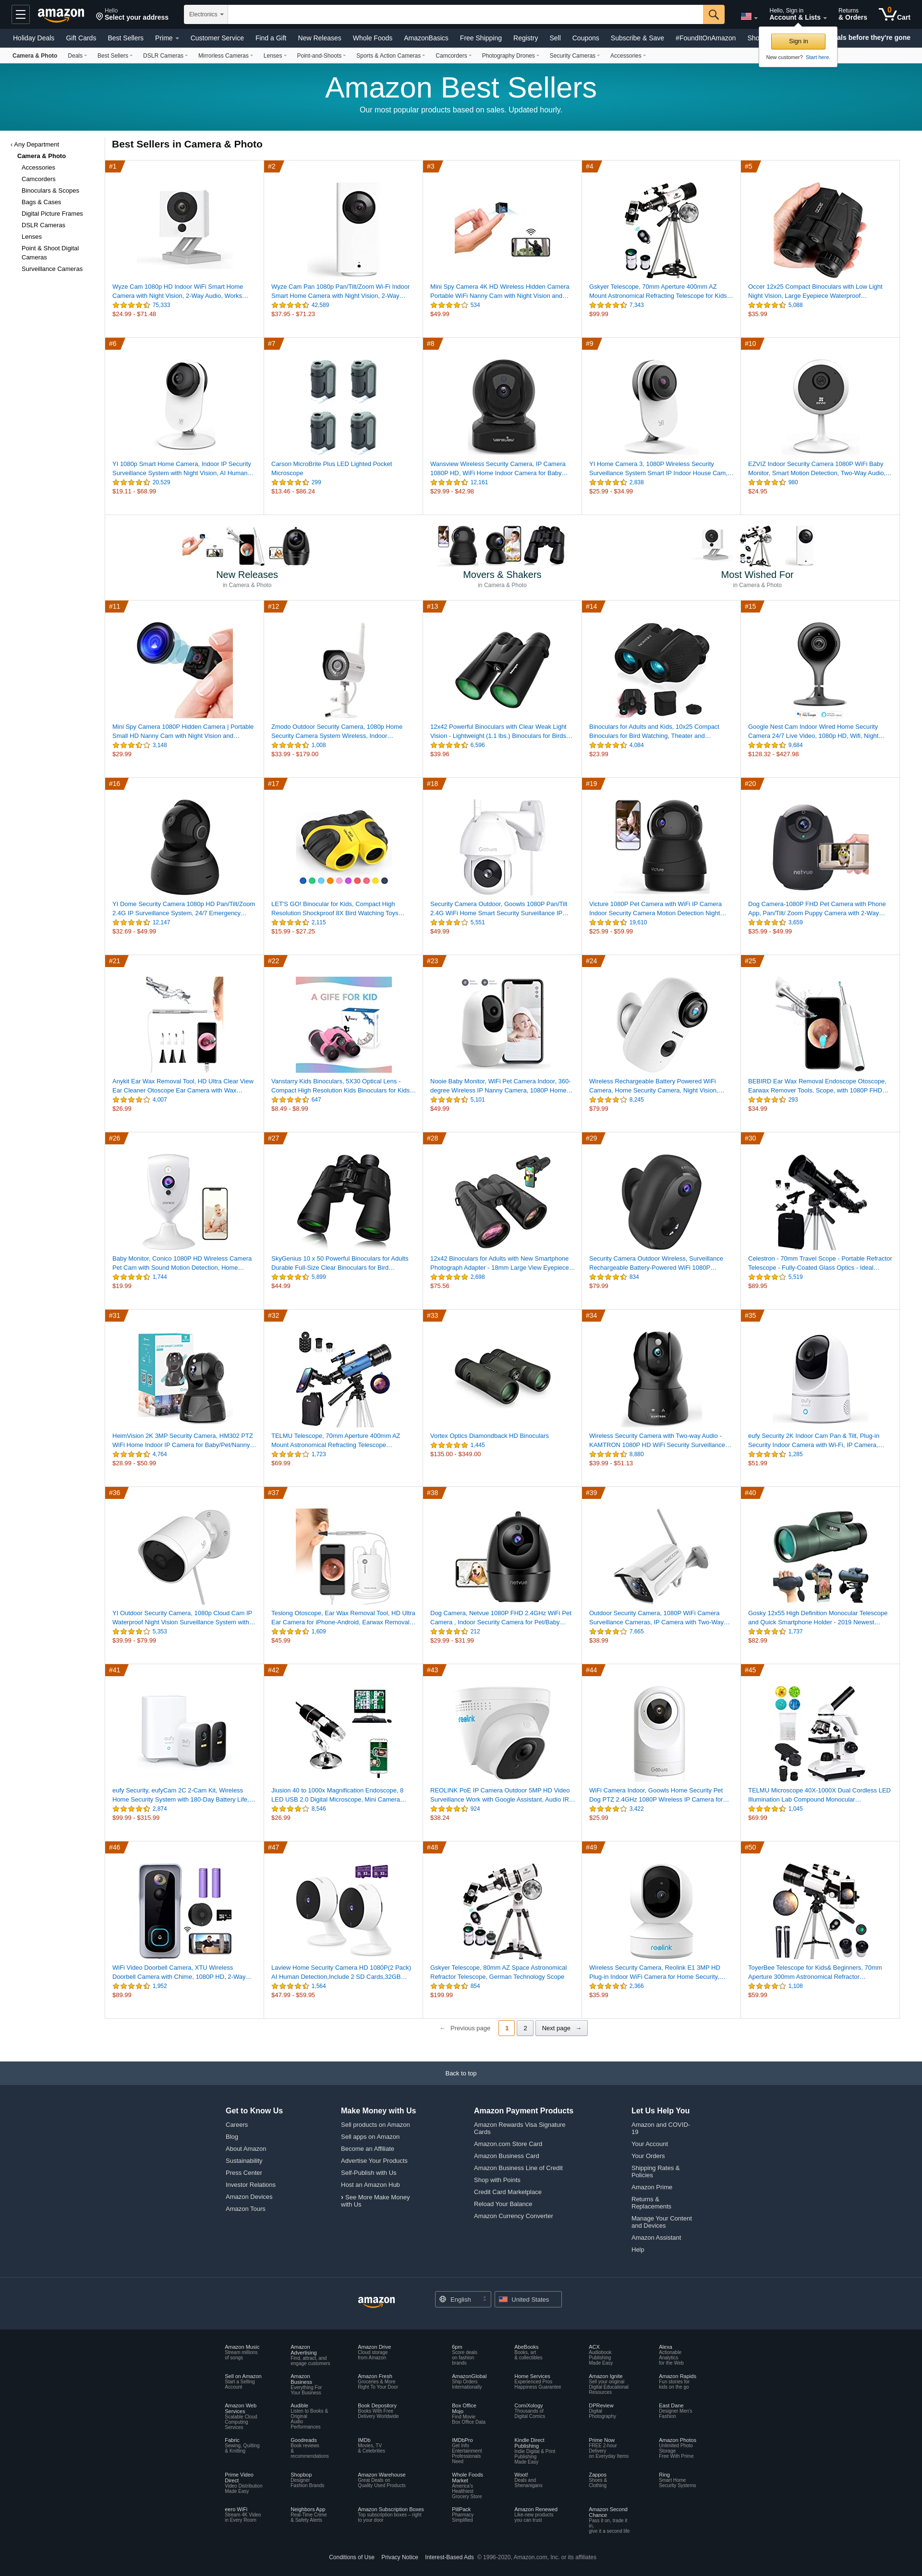 amazon
Hello
Select your address
Electronics
Hello, Sign in
Account & Lists
Returns
& Orders
0
Cart
Holiday Deals
Gift Cards
Best Sellers
Prime
Customer Service
Find a Gift
New Releases
Whole Foods
AmazonBasics
Free Shipping
Registry
Sell
Coupons
Subscribe & Save
#FoundItOnAmazon
Sho
als before they're gone
Sign in
New customer? Start here.
Camera & Photo
Deals
Best Sellers
DSLR Cameras
Mirrorless Cameras
Lenses
Point-and-Shoots
Sports & Action Cameras
Camcorders
Photography Drones
Security Cameras
Accessories
Amazon Best Sellers
Our most popular products based on sales. Updated hourly.
‹ Any Department
Camera & Photo
Accessories
Camcorders
Binoculars & Scopes
Bags & Cases
Digital Picture Frames
DSLR Cameras
Lenses
Point & Shoot Digital
Cameras
Surveillance Cameras
Best Sellers in Camera & Photo
#1
Wyze Cam 1080p HD Indoor WiFi Smart Home
Camera with Night Vision, 2-Way Audio, Works…
75,333
$24.99 - $71.48
#2
Wyze Cam Pan 1080p Pan/Tilt/Zoom Wi-Fi Indoor
Smart Home Camera with Night Vision, 2-Way…
42,589
$37.95 - $71.23
#3
Mini Spy Camera 4K HD Wireless Hidden Camera
Portable WiFi Nanny Cam with Night Vision and…
534
$49.99
#4
Gskyer Telescope, 70mm Aperture 400mm AZ
Mount Astronomical Refracting Telescope for Kids…
7,343
$99.99
#5
Occer 12x25 Compact Binoculars with Low Light
Night Vision, Large Eyepiece Waterproof…
5,088
$35.99
#6
YI 1080p Smart Home Camera, Indoor IP Security
Surveillance System with Night Vision, AI Human…
20,529
$19.11 - $68.99
#7
Carson MicroBrite Plus LED Lighted Pocket
Microscope
299
$13.46 - $86.24
#8
Wansview Wireless Security Camera, IP Camera
1080P HD, WiFi Home Indoor Camera for Baby…
12,161
$29.99 - $42.98
#9
YI Home Camera 3, 1080P Wireless Security
Surveillance System Smart IP Indoor House Cam,…
2,838
$25.99 - $34.99
#10
EZVIZ Indoor Security Camera 1080P WiFi Baby
Monitor, Smart Motion Detection, Two-Way Audio,…
980
$24.95
New Releases
in Camera & Photo
Movers & Shakers
in Camera & Photo
Most Wished For
in Camera & Photo
#11
Mini Spy Camera 1080P Hidden Camera | Portable
Small HD Nanny Cam with Night Vision and…
3,148
$29.99
#12
Zmodo Outdoor Security Camera, 1080p Home
Security Camera System Wireless, Indoor…
1,008
$33.99 - $179.00
#13
12x42 Powerful Binoculars with Clear Weak Light
Vision - Lightweight (1.1 lbs.) Binoculars for Birds…
6,596
$39.96
#14
Binoculars for Adults and Kids, 10x25 Compact
Binoculars for Bird Watching, Theater and…
4,084
$23.99
#15
Google Nest Cam Indoor Wired Home Security
Camera 24/7 Live Video, 1080p HD, Wifi, Night…
9,684
$128.32 - $427.98
#16
YI Dome Security Camera 1080p HD Pan/Tilt/Zoom
2.4G IP Surveillance System, 24/7 Emergency…
12,147
$32.69 - $49.99
#17
LET'S GO! Binocular for Kids, Compact High
Resolution Shockproof 8X Bird Watching Toys…
2,115
$15.99 - $27.25
#18
Security Camera Outdoor, Goowls 1080P Pan/Tilt
2.4G WiFi Home Smart Security Surveillance IP…
5,551
$49.99
#19
Victure 1080P Pet Camera with WiFi IP Camera
Indoor Security Camera Motion Detection Night…
19,610
$25.99 - $59.99
#20
netvue
Dog Camera-1080P FHD Pet Camera with Phone
App, Pan/Tilt/ Zoom Puppy Camera with 2-Way…
3,659
$35.99 - $49.99
#21
Anykit Ear Wax Removal Tool, HD Ultra Clear View
Ear Cleaner Otoscope Ear Camera with Wax…
4,007
$26.99
#22
A GIFE FOR KID
Vanstarry Kids Binoculars, 5X30 Optical Lens -
Compact High Resolution Kids Binoculars for Kids…
647
$8.49 - $8.99
#23
Nooie Baby Monitor, WiFi Pet Camera Indoor, 360-
degree Wireless IP Nanny Camera, 1080P Home…
5,101
$49.99
#24
Wireless Rechargeable Battery Powered WiFi
Camera, Home Security Camera, Night Vision,…
8,245
$79.99
#25
BEBIRD Ear Wax Removal Endoscope Otoscope,
Earwax Remover Tools, Scope, with 1080P FHD…
293
$34.99
#26
Baby Monitor, Conico 1080P HD Wireless Camera
Pet Cam with Sound Motion Detection, Home…
1,744
$19.99
#27
SkyGenius 10 x 50 Powerful Binoculars for Adults
Durable Full-Size Clear Binoculars for Bird…
5,899
$44.99
#28
12x42 Binoculars for Adults with New Smartphone
Photograph Adapter - 18mm Large View Eyepiece…
2,698
$75.56
#29
Security Camera Outdoor Wireless, Surveillance
Rechargeable Battery-Powered WiFi 1080P…
834
$79.99
#30
Celestron - 70mm Travel Scope - Portable Refractor
Telescope - Fully-Coated Glass Optics - Ideal…
5,519
$89.95
#31
HeimVision 2K 3MP Security Camera, HM302 PTZ
WiFi Home Indoor IP Camera for Baby/Pet/Nanny…
4,764
$28.99 - $50.99
#32
TELMU Telescope, 70mm Aperture 400mm AZ
Mount Astronomical Refracting Telescope…
1,723
$69.99
#33
Vortex Optics Diamondback HD Binoculars
1,445
$135.00 - $349.00
#34
Wireless Security Camera with Two-way Audio -
KAMTRON 1080P HD WiFi Security Surveillance…
8,880
$39.99 - $51.13
#35
eufy Security 2K Indoor Cam Pan & Tilt, Plug-in
Security Indoor Camera with Wi-Fi, IP Camera,…
1,285
$51.99
#36
YI Outdoor Security Camera, 1080p Cloud Cam IP
Waterproof Night Vision Surveillance System with…
5,353
$39.99 - $79.99
#37
Teslong Otoscope, Ear Wax Removal Tool, HD Ultra
Ear Camera for iPhone-Android, Earwax Removal…
1,609
$45.99
#38
netvue
Dog Camera, Netvue 1080P FHD 2.4GHz WiFi Pet
Camera , Indoor Security Camera for Pet/Baby…
212
$29.99 - $31.99
#39
Outdoor Security Camera, 1080P WiFi Camera
Surveillance Cameras, IP Camera with Two-Way…
7,665
$38.99
#40
Gosky 12x55 High Definition Monocular Telescope
and Quick Smartphone Holder - 2019 Newest…
1,737
$82.99
#41
eufy Security, eufyCam 2C 2-Cam Kit, Wireless
Home Security System with 180-Day Battery Life,…
2,874
$99.99 - $315.99
#42
Jiusion 40 to 1000x Magnification Endoscope, 8
LED USB 2.0 Digital Microscope, Mini Camera…
8,546
$26.99
#43
reolink
REOLINK PoE IP Camera Outdoor 5MP HD Video
Surveillance Work with Google Assistant, Audio IR…
924
$38.24
#44
WiFi Camera Indoor, Goowls Home Security Pet
Dog PTZ 2.4GHz 1080P Wireless IP Camera for…
3,422
$25.99
#45
TELMU Microscope 40X-1000X Dual Cordless LED
Illumination Lab Compound Monocular…
1,045
$69.99
#46
WiFi Video Doorbell Camera, XTU Wireless
Doorbell Camera with Chime, 1080P HD, 2-Way…
1,952
$89.99
#47
Laview Home Security Camera HD 1080P(2 Pack)
AI Human Detection,Include 2 SD Cards,32GB…
1,564
$47.99 - $59.95
#48
Gskyer Telescope, 80mm AZ Space Astronomical
Refractor Telescope, German Technology Scope
854
$199.99
#49
reolink
Wireless Security Camera, Reolink E1 3MP HD
Plug-in Indoor WiFi Camera for Home Security,…
2,366
$35.99
#50
ToyerBee Telescope for Kids& Beginners, 70mm
Aperture 300mm Astronomical Refractor…
1,108
$59.99
← Previous page
1
2
Next page →
Back to top
Get to Know Us
Careers
Blog
About Amazon
Sustainability
Press Center
Investor Relations
Amazon Devices
Amazon Tours
Make Money with Us
Sell products on Amazon
Sell apps on Amazon
Become an Affiliate
Advertise Your Products
Self-Publish with Us
Host an Amazon Hub
› See More Make Money
with Us
Amazon Payment Products
Amazon Rewards Visa Signature
Cards
Amazon.com Store Card
Amazon Business Card
Amazon Business Line of Credit
Shop with Points
Credit Card Marketplace
Reload Your Balance
Amazon Currency Converter
Let Us Help You
Amazon and COVID-
19
Your Account
Your Orders
Shipping Rates &
Policies
Amazon Prime
Returns &
Replacements
Manage Your Content
and Devices
Amazon Assistant
Help
amazon
English
United States
Amazon Music
Stream millions
of songs
Amazon
Advertising
Find, attract, and
engage customers
Amazon Drive
Cloud storage
from Amazon
6pm
Score deals
on fashion
brands
AbeBooks
Books, art
& collectibles
ACX
Audiobook
Publishing
Made Easy
Alexa
Actionable
Analytics
for the Web
Sell on Amazon
Start a Selling
Account
Amazon
Business
Everything For
Your Business
Amazon Fresh
Groceries & More
Right To Your Door
AmazonGlobal
Ship Orders
Internationally
Home Services
Experienced Pros
Happiness Guarantee
Amazon Ignite
Sell your original
Digital Educational
Resources
Amazon Rapids
Fun stories for
kids on the go
Amazon Web
Services
Scalable Cloud
Computing
Services
Audible
Listen to Books &
Original
Audio
Performances
Book Depository
Books With Free
Delivery Worldwide
Box Office
Mojo
Find Movie
Box Office Data
ComiXology
Thousands of
Digital Comics
DPReview
Digital
Photography
East Dane
Designer Men's
Fashion
Fabric
Sewing, Quilting
& Knitting
Goodreads
Book reviews
&
recommendations
IMDb
Movies, TV
& Celebrities
IMDbPro
Get Info
Entertainment
Professionals
Need
Kindle Direct
Publishing
Indie Digital & Print
Publishing
Made Easy
Prime Now
FREE 2-hour
Delivery
on Everyday Items
Amazon Photos
Unlimited Photo
Storage
Free With Prime
Prime Video
Direct
Video Distribution
Made Easy
Shopbop
Designer
Fashion Brands
Amazon Warehouse
Great Deals on
Quality Used Products
Whole Foods
Market
America's
Healthiest
Grocery Store
Woot!
Deals and
Shenanigans
Zappos
Shoes &
Clothing
Ring
Smart Home
Security Systems
eero WiFi
Stream 4K Video
in Every Room
Neighbors App
Real-Time Crime
& Safety Alerts
Amazon Subscription Boxes
Top subscription boxes – right
to your door
PillPack
Pharmacy
Simplified
Amazon Renewed
Like-new products
you can trust
Amazon Second
Chance
Pass it on, trade it
in,
give it a second life
Conditions of Use
Privacy Notice
Interest-Based Ads
© 1996-2020, Amazon.com, Inc. or its affiliates